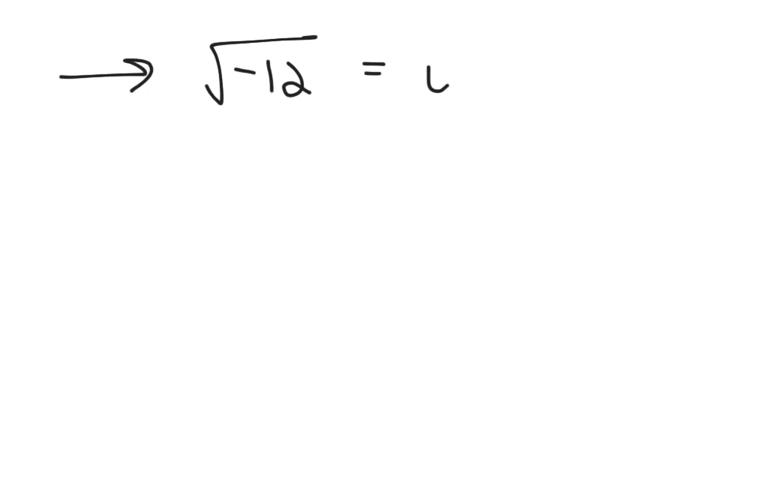 → √-12 = i